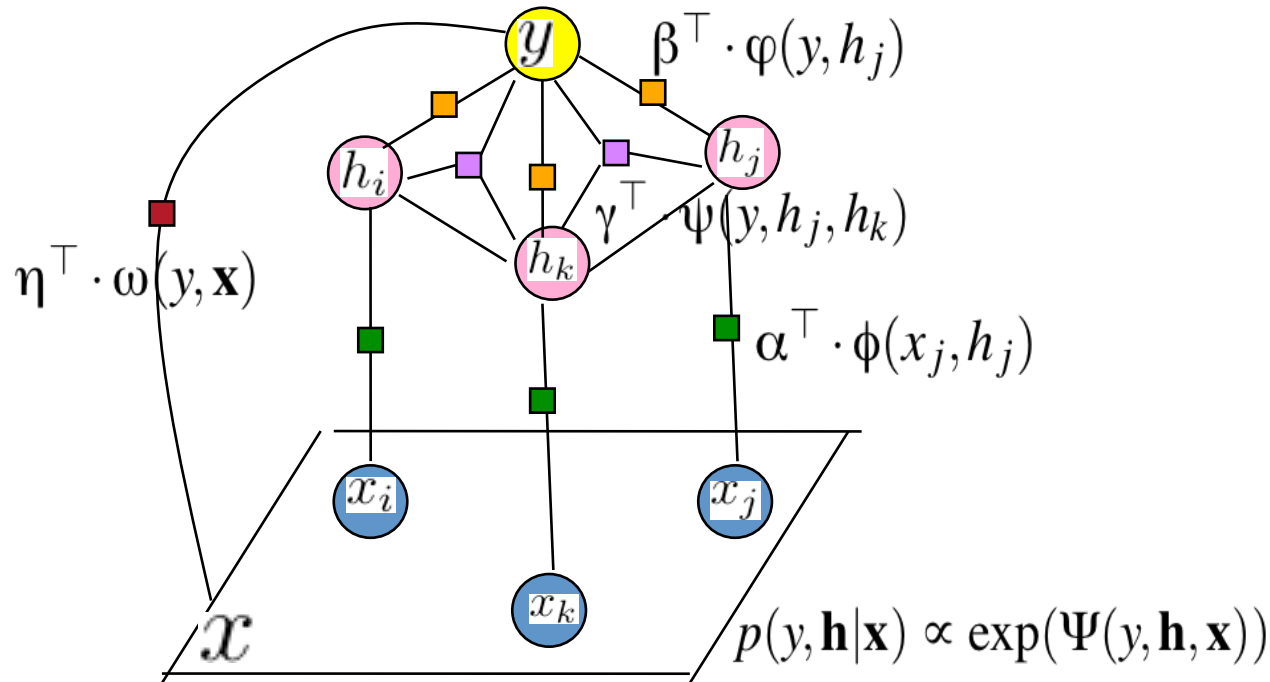 y
β⊤ · φ(y, hj)
hi
hj
γ⊤ · ψ(y, hj, hk)
hk
η⊤ · ω(y, x)
α⊤ · ϕ(xj, hj)
xi
xj
xk
x
p(y, h|x) ∝ exp(Ψ(y, h, x))